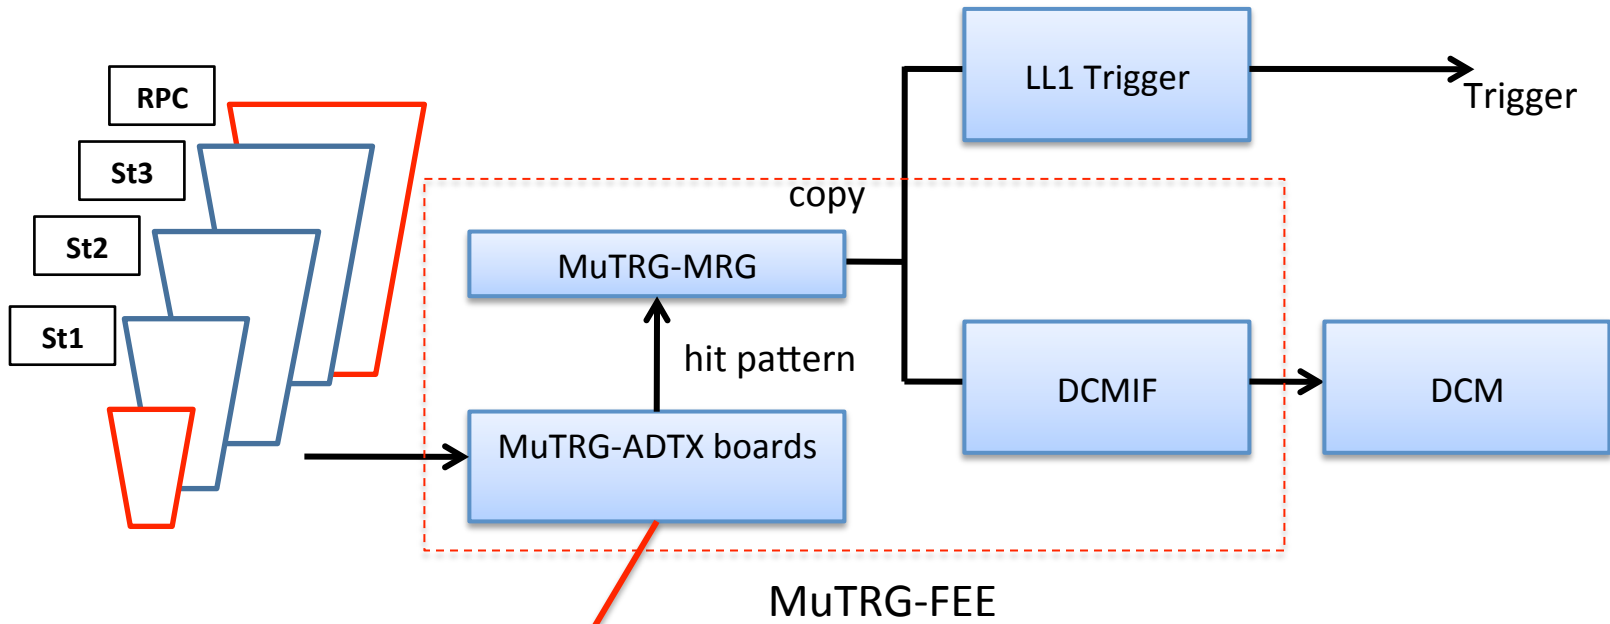 RPC
St3
St2
St1
LL1 Trigger
Trigger
copy
MuTRG-MRG
hit pattern
MuTRG-ADTX boards
DCMIF
DCM
MuTRG-FEE